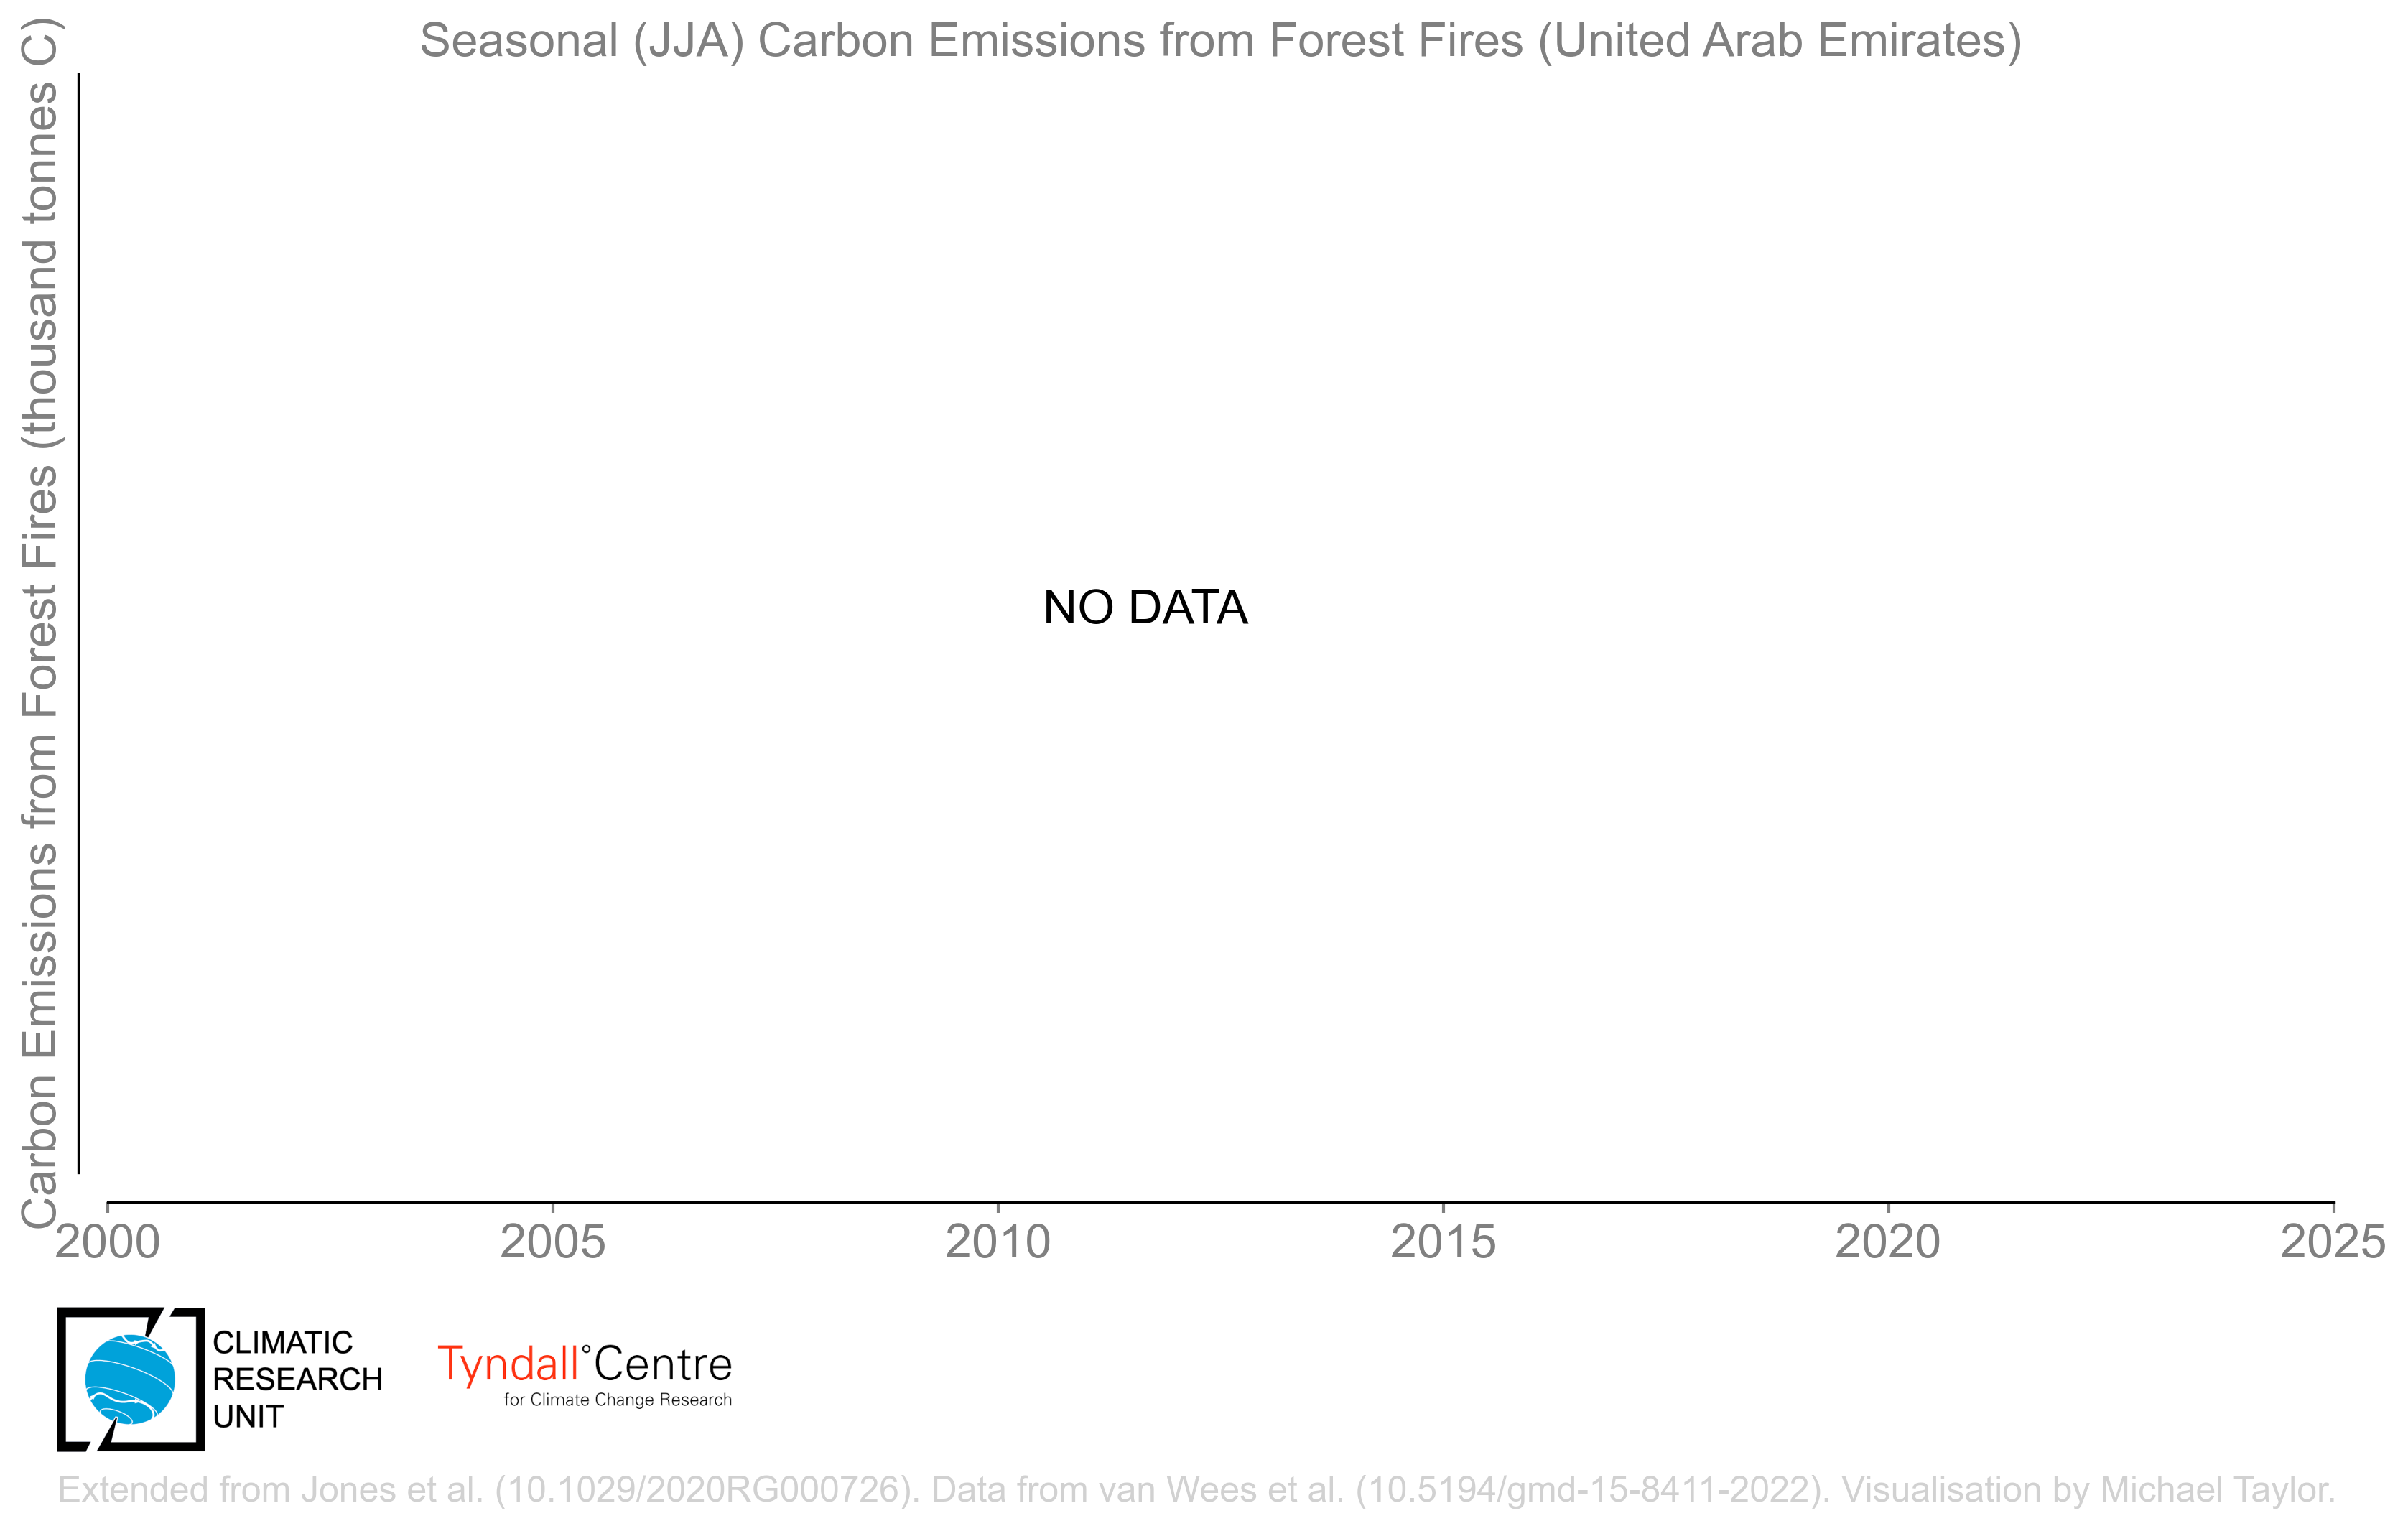 Seasonal (JJA) Carbon Emissions from Forest Fires (United Arab Emirates)
Carbon Emissions from Forest Fires (thousand tonnes C)
NO DATA
2000 2005 2010 2015 2020 2025
CLIMATIC
RESEARCH
UNIT
Tyndall°Centre
for Climate Change Research
Extended from Jones et al. (10.1029/2020RG000726). Data from van Wees et al. (10.5194/gmd-15-8411-2022). Visualisation by Michael Taylor.